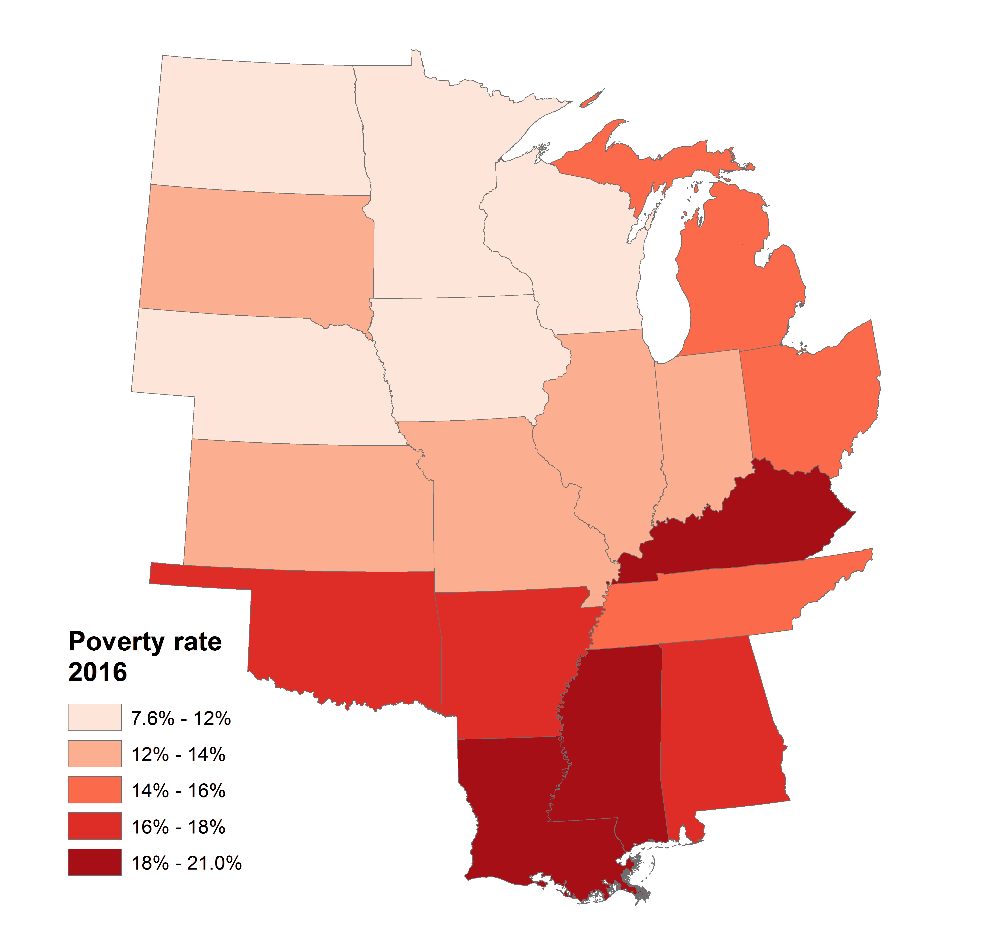 Poverty rate
2016
7.6% - 12%
12% - 14%
14% - 16%
16% - 18%
18% - 21.0%